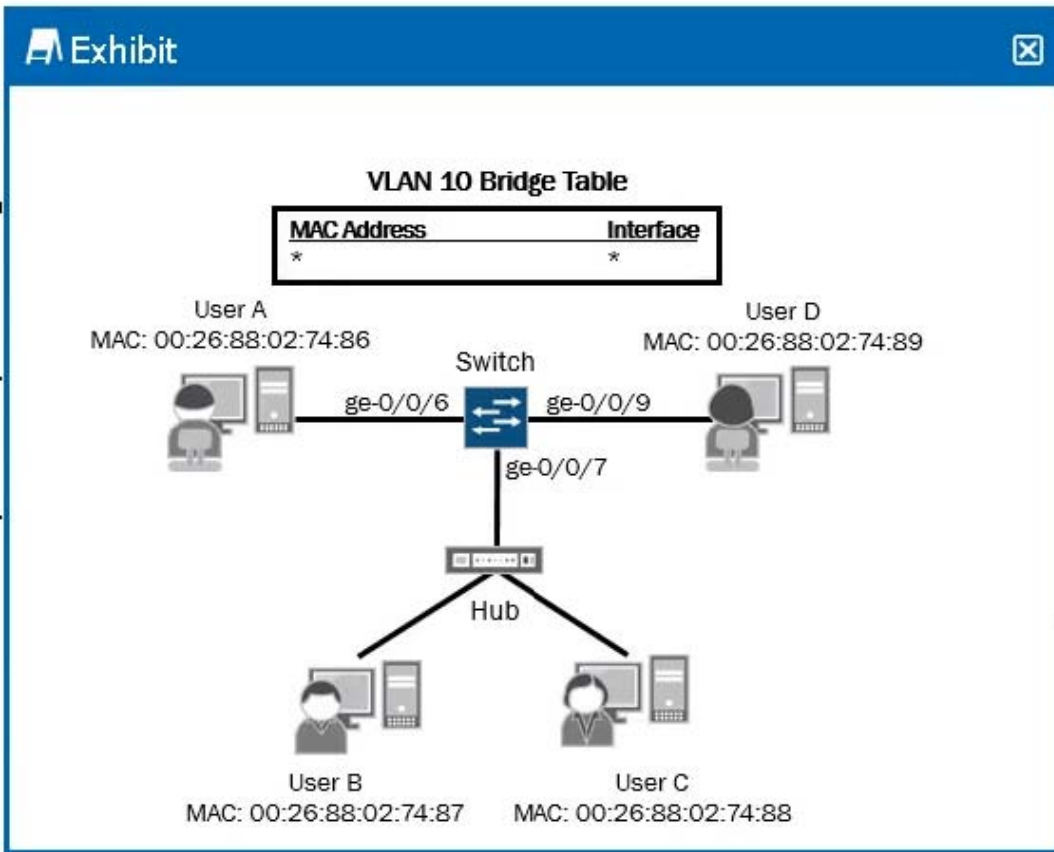 Exhibit
VLAN 10 Bridge Table
MAC Address Interface
* *
User A
MAC: 00:26:88:02:74:86
User D
MAC: 00:26:88:02:74:89
Switch
ge-0/0/6
ge-0/0/9
ge-0/0/7
Hub
User B
MAC: 00:26:88:02:74:87
User C
MAC: 00:26:88:02:74:88